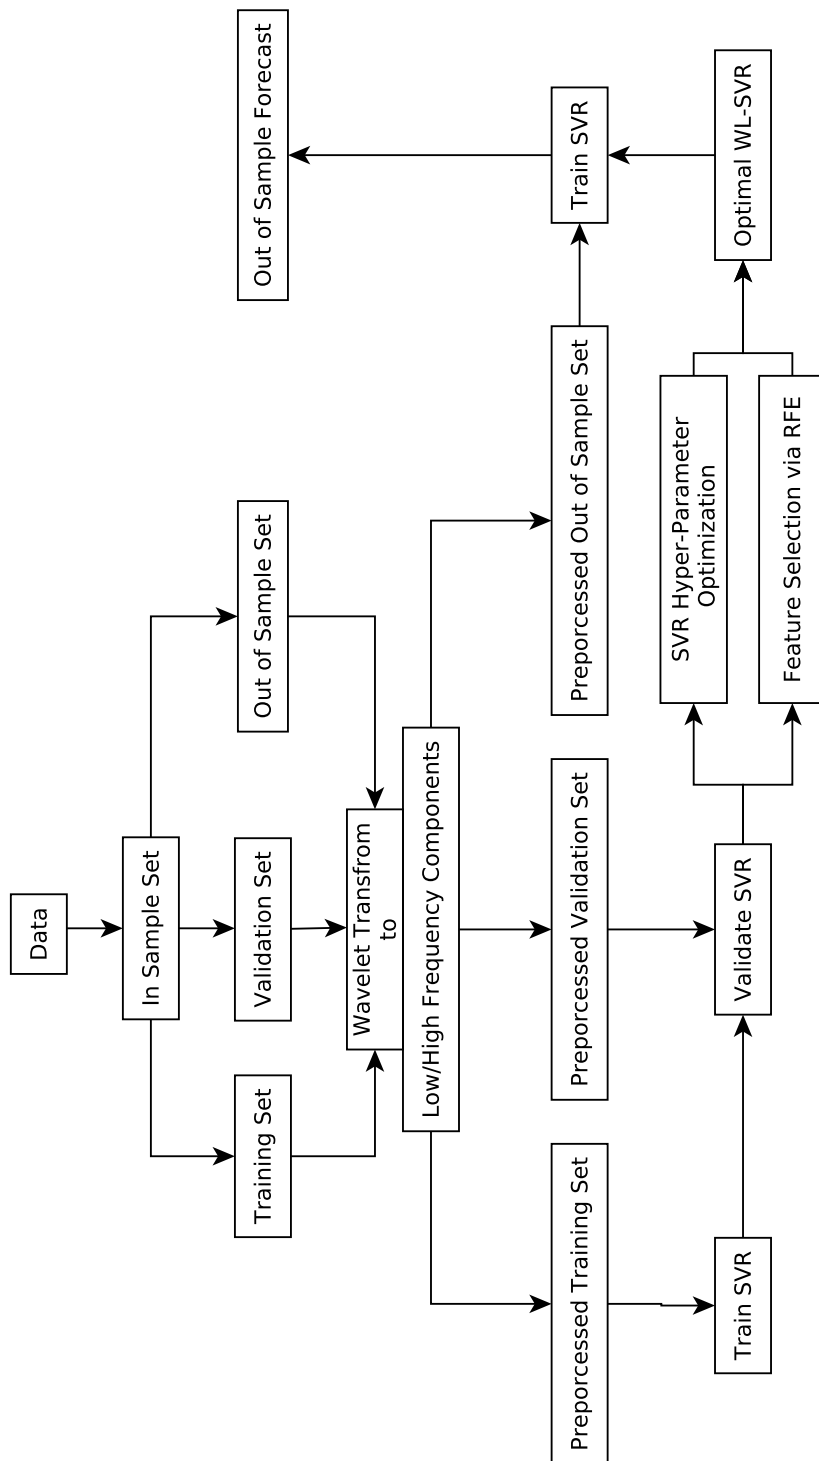 Data
In Sample Set
Training Set
Validation Set
Out of Sample Set
Wavelet Transfrom
to
Low/High Frequency Components
Preporcessed Training Set
Preporcessed Validation Set
Preporcessed Out of Sample Set
Train SVR
Validate SVR
SVR Hyper-Parameter
Optimization
Feature Selection via RFE
Optimal WL-SVR
Train SVR
Out of Sample Forecast